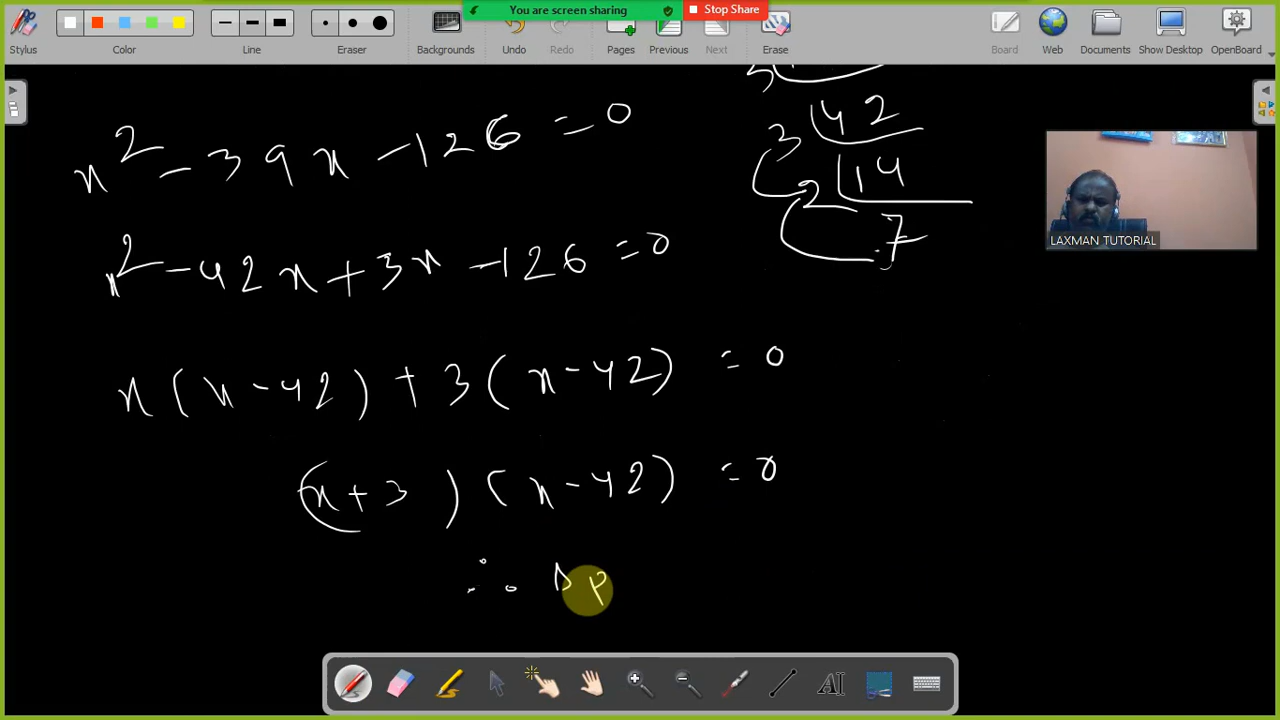 You are screen sharing Stop Share
Stylus Color Line Eraser Backgrounds Undo Redo Pages Previous Next Erase Board Web Documents Show Desktop OpenBoard
x² - 39x - 126 = 0
x² - 42x + 3x - 126 = 0
x(x - 42) + 3(x - 42) = 0
(x + 3)(x - 42) = 0
∴ Δ P
3 42
2 14
7
LAXMAN TUTORIAL